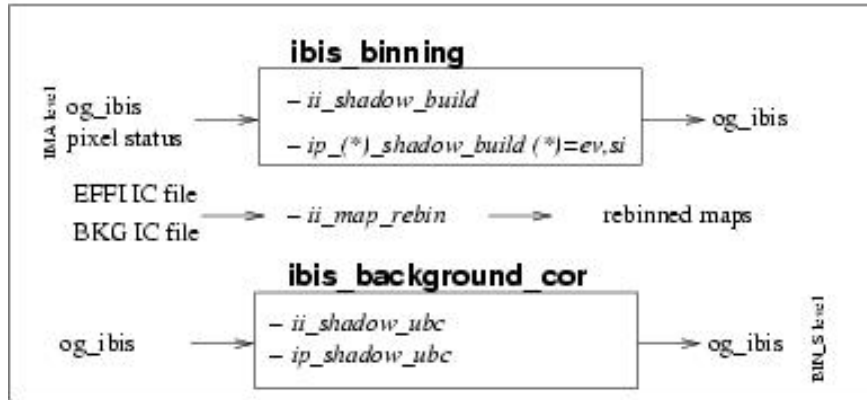 ibis_binning
IMA level
og_ibis
pixel status
– ii_shadow_build
– ip_(*)_shadow_build (*)=ev,si
og_ibis
EFFI IC file
BKG IC file
– ii_map_rebin
rebinned maps
ibis_background_cor
og_ibis
– ii_shadow_ubc
– ip_shadow_ubc
og_ibis
BIN_S level